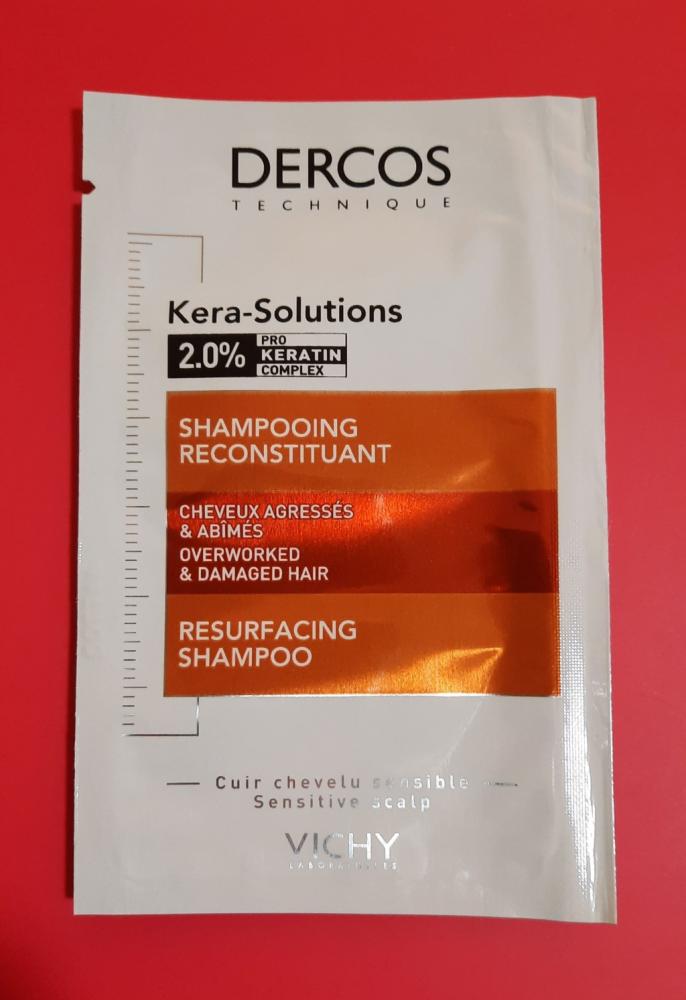 DERCOS
TECHNIQUE
Kera-Solutions
2.0% PRO
KERATIN
COMPLEX
SHAMPOOING
RECONSTITUANT
CHEVEUX AGRESSÉS
& ABÎMÉS
OVERWORKED
& DAMAGED HAIR
RESURFACING
SHAMPOO
Cuir chevelu sensible
Sensitive scalp
VICHY
LABORATOIRES